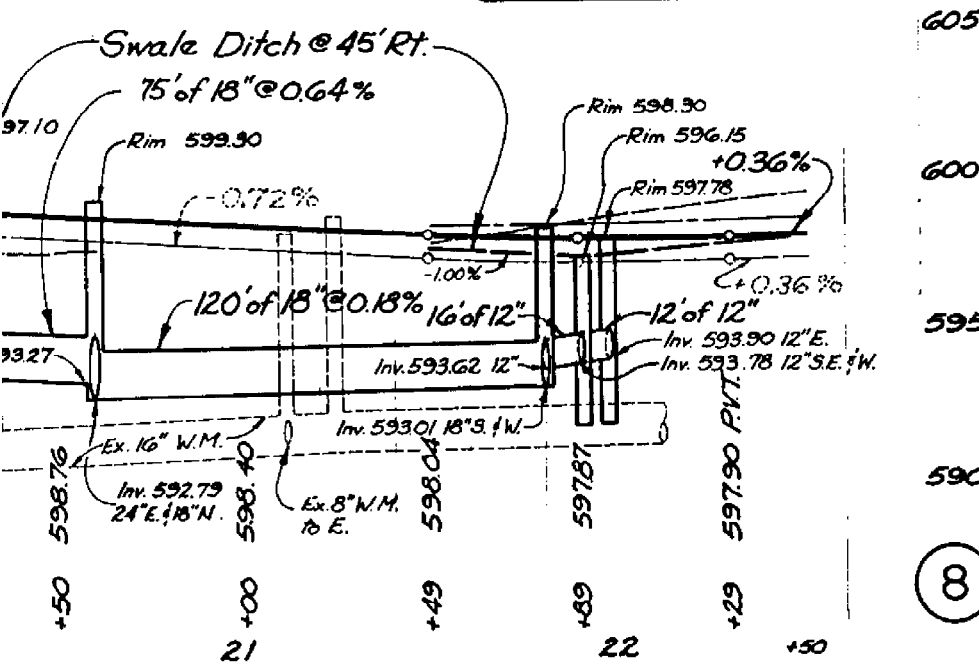 605
Swale Ditch @ 45' Rt.
75' of 18" @ 0.64%
97.10
Rim 599.30
Rim 598.30
Rim 596.15
+0.36%
600
Rim 597.78
-0.72%
-1.00%
+0.36%
120' of 18" @ 0.18%
16' of 12"
12' of 12"
595
93.27
Inv. 593.62 12"
Inv. 593.90 12" E.
Inv. 593.78 12" S.E. & W.
Inv. 593.01 18" S. & W.
Ex. 16" W.M.
Inv. 592.79
24" E. & 18" N.
Ex. 8" W.M.
to E.
590
598.76
598.40
598.04
597.87
597.90 P.V.T.
8
+50
+00
+49
+89
+29
21
22
+50